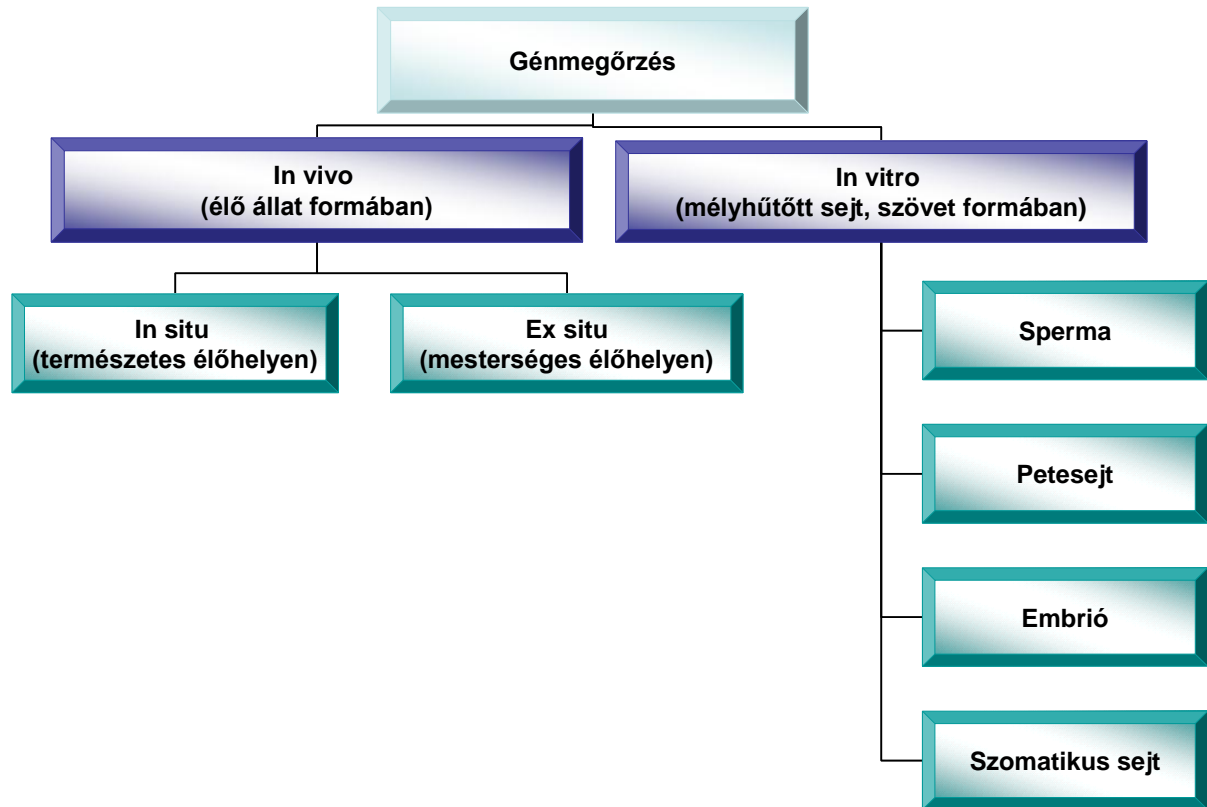 Génmegőrzés
In vivo
(élő állat formában)
In vitro
(mélyhűtött sejt, szövet formában)
In situ
(természetes élőhelyen)
Ex situ
(mesterséges élőhelyen)
Sperma
Petesejt
Embrió
Szomatikus sejt